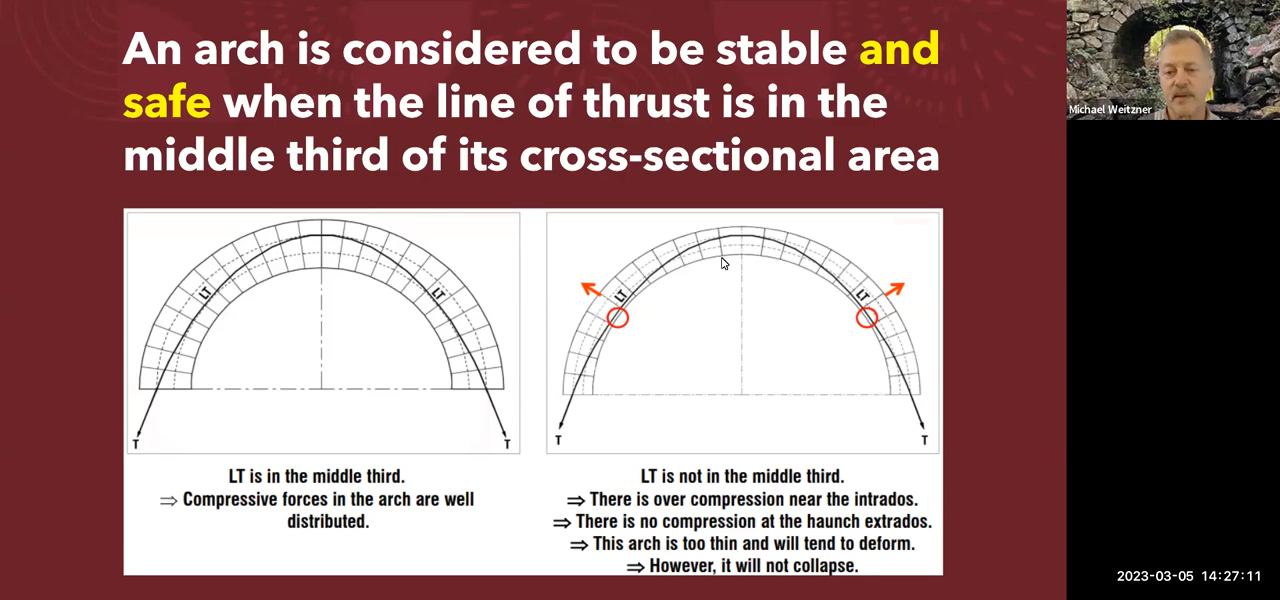 An arch is considered to be stable and
safe when the line of thrust is in the
middle third of its cross-sectional area
Michael Weitzner
LT
LT
T
T
LT is in the middle third.
⇒ Compressive forces in the arch are well
distributed.
LT
LT
T
T
LT is not in the middle third.
⇒ There is over compression near the intrados.
⇒ There is no compression at the haunch extrados.
⇒ This arch is too thin and will tend to deform.
⇒ However, it will not collapse.
2023-03-05 14:27:11